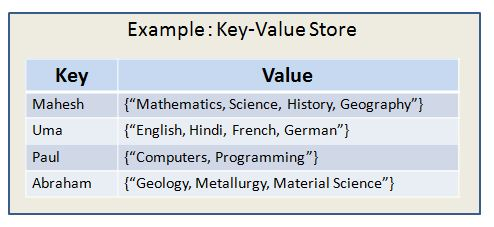 Example : Key-Value Store
Key Value
Mahesh {“Mathematics, Science, History, Geography”}
Uma {“English, Hindi, French, German”}
Paul {“Computers, Programming”}
Abraham {“Geology, Metallurgy, Material Science”}